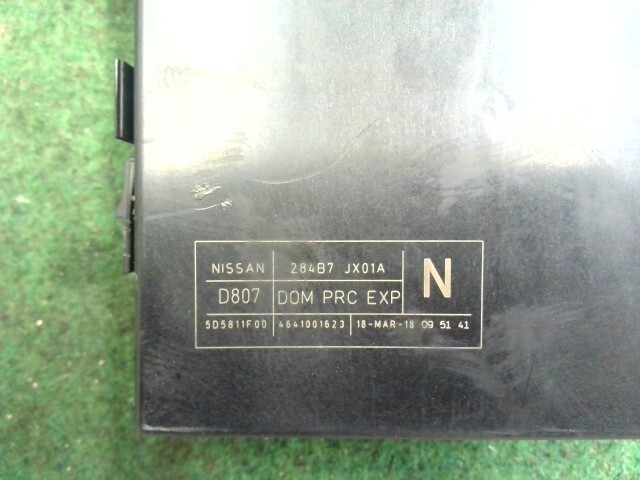 NISSAN 284B7 JX01A N
D807 DOM PRC EXP
5D5811F00 4641001623 18-MAR-18 09 51 41